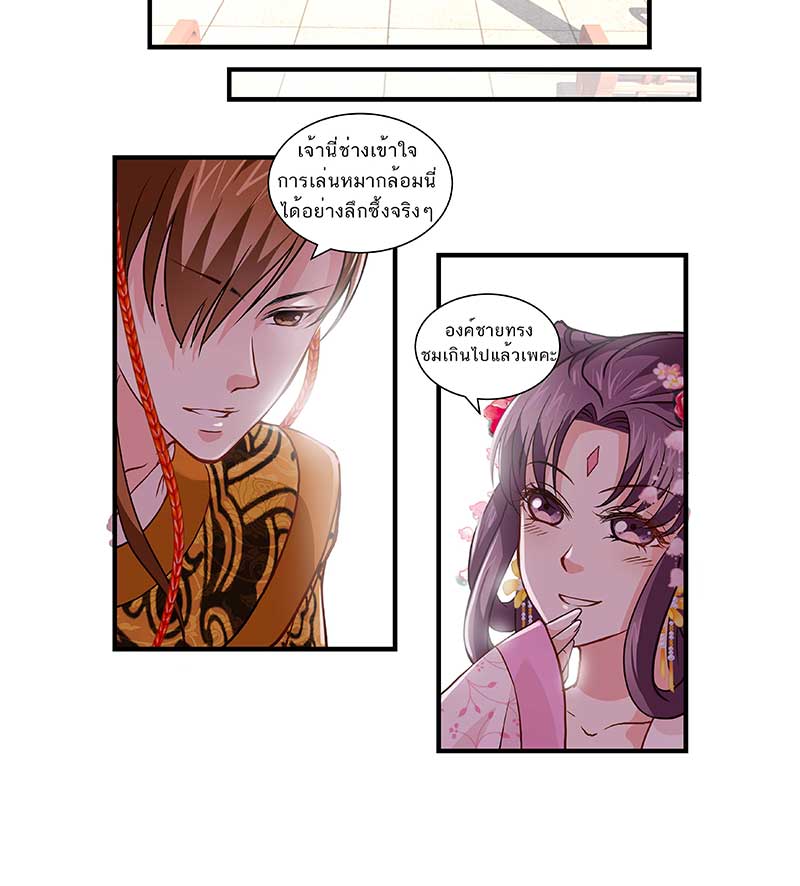 เจ้านี่ช่างเข้าใจ
การเล่นหมากล้อมนี่
ได้อย่างลึกซึ้งจริงๆ
องค์ชายทรง
ชมเกินไปแล้วเพคะ